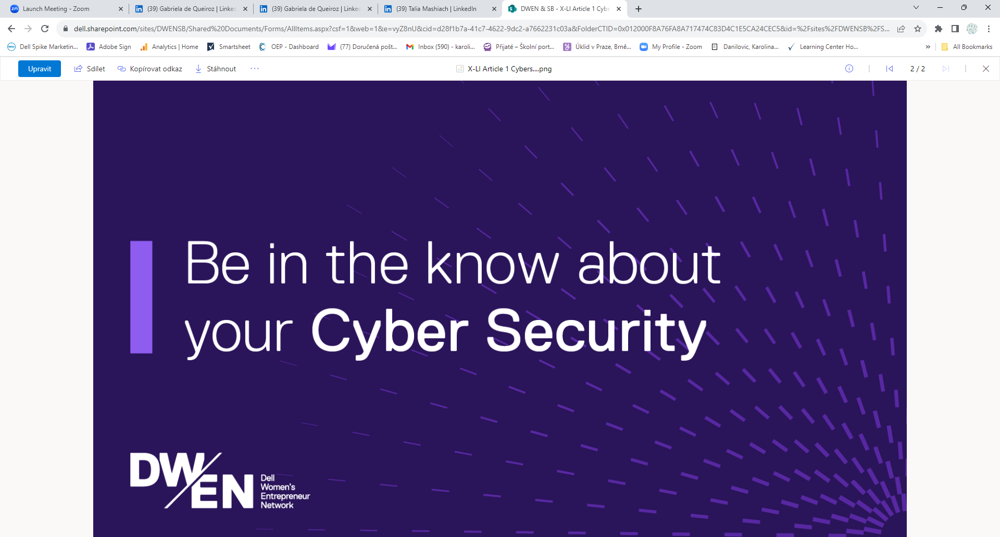 Launch Meeting - Zoom
(39) Gabriela de Queiroz | Linke
(39) Gabriela de Queiroz | Linke
(39) Talia Mashiach | LinkedIn
DWEN & SB - X-LI Article 1 Cybe
dell.sharepoint.com/sites/DWENSB/Shared%20Documents/Forms/AllItems.aspx?csf=1&web=1&e=vyZ8nU&cid=d28f1b7a-41c7-4622-9dc2-a7662231c03a&FolderCTID=0x012000F8A76FA8A717474C83D4C1E5CA24CEC5&id=%2Fsites%2FDWENSB%2FS...
Dell Spike Marketin...
Adobe Sign
Analytics | Home
Smartsheet
OEP - Dashboard
(77) Doručená pošt...
Inbox (590) - karoli...
Přijaté – Školní port...
Úklid v Praze, Brně...
My Profile - Zoom
Danilovic, Karolina...
Learning Center Ho...
»
All Bookmarks
Upravit
Sdílet
Kopírovat odkaz
Stáhnout
X-LI Article 1 Cybers....png
2 / 2
Be in the know about
your Cyber Security
DWEN
Dell
Women's
Entrepreneur
Network